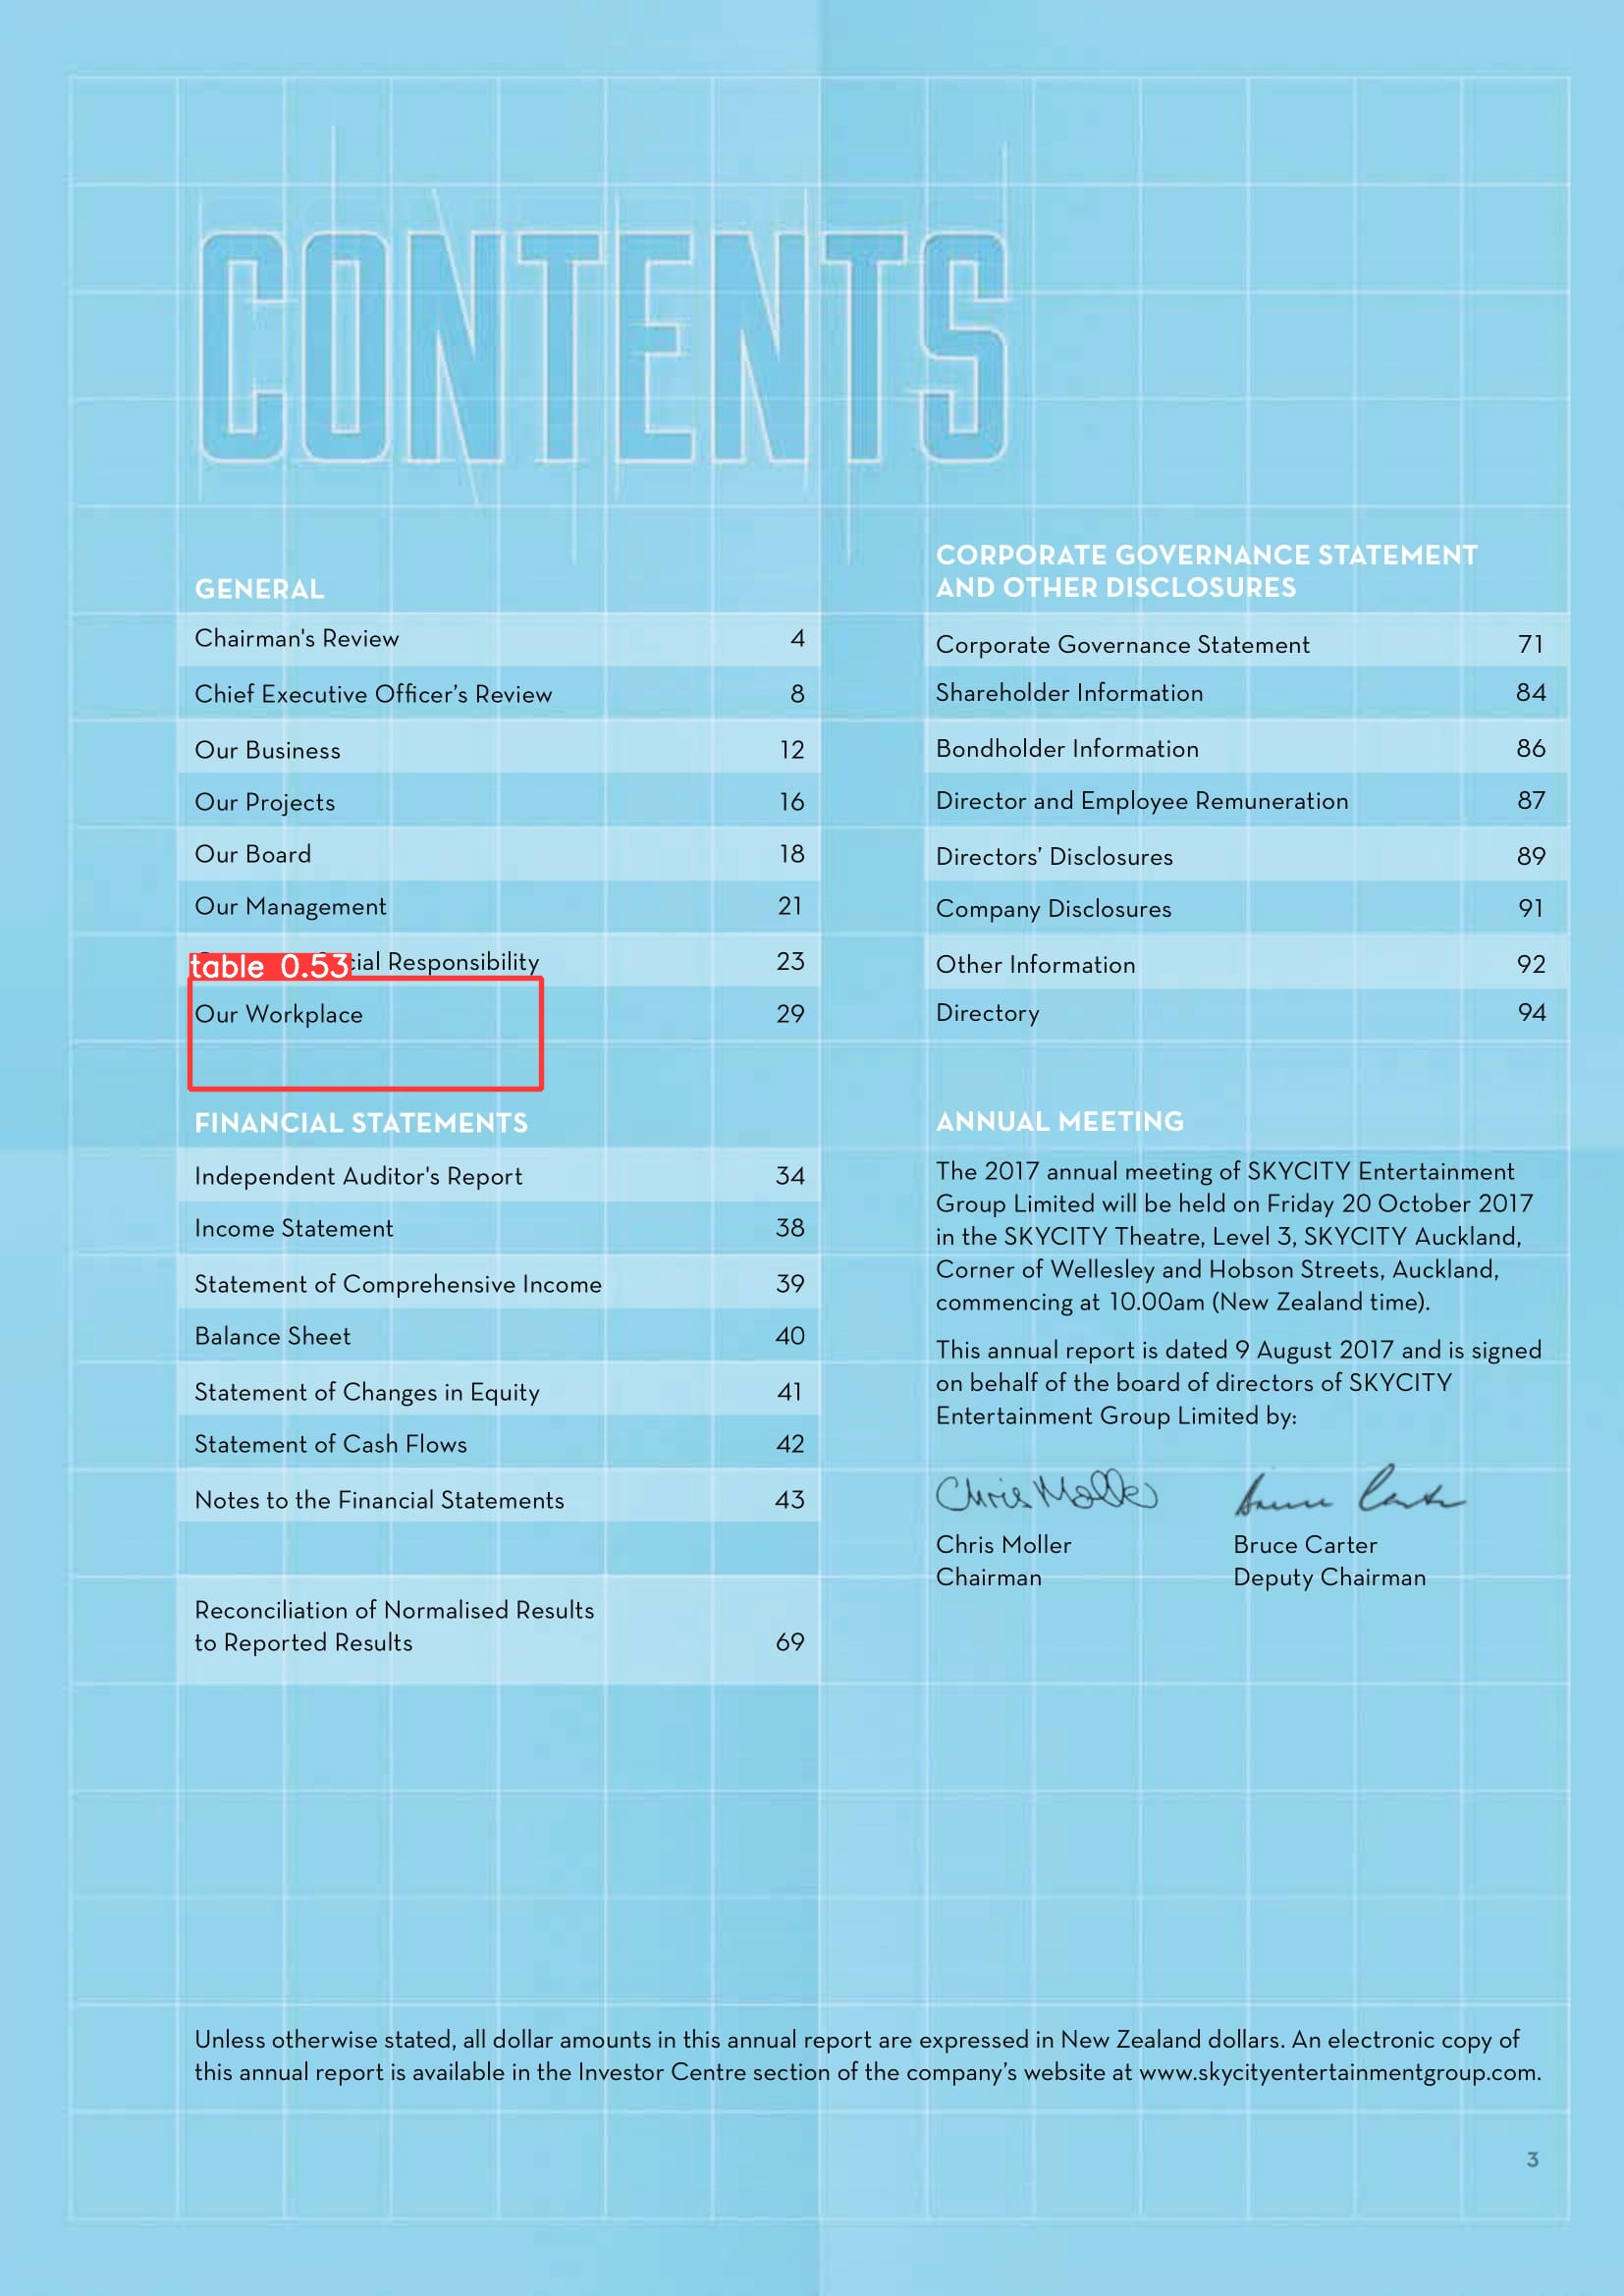 CONTENTS
GENERAL
Chairman's Review 4
Chief Executive Officer’s Review 8
Our Business 12
Our Projects 16
Our Board 18
Our Management 21
table 0.53
Responsibility 23
Our Workplace 29
FINANCIAL STATEMENTS
Independent Auditor's Report 34
Income Statement 38
Statement of Comprehensive Income 39
Balance Sheet 40
Statement of Changes in Equity 41
Statement of Cash Flows 42
Notes to the Financial Statements 43
Reconciliation of Normalised Results
to Reported Results 69
CORPORATE GOVERNANCE STATEMENT
AND OTHER DISCLOSURES
Corporate Governance Statement 71
Shareholder Information 84
Bondholder Information 86
Director and Employee Remuneration 87
Directors’ Disclosures 89
Company Disclosures 91
Other Information 92
Directory 94
ANNUAL MEETING
The 2017 annual meeting of SKYCITY Entertainment
Group Limited will be held on Friday 20 October 2017
in the SKYCITY Theatre, Level 3, SKYCITY Auckland,
Corner of Wellesley and Hobson Streets, Auckland,
commencing at 10.00am (New Zealand time).
This annual report is dated 9 August 2017 and is signed
on behalf of the board of directors of SKYCITY
Entertainment Group Limited by:
Chris Moller Bruce Carter
Chris Moller Bruce Carter
Chairman Deputy Chairman
Unless otherwise stated, all dollar amounts in this annual report are expressed in New Zealand dollars. An electronic copy of
this annual report is available in the Investor Centre section of the company’s website at www.skycityentertainmentgroup.com.
3